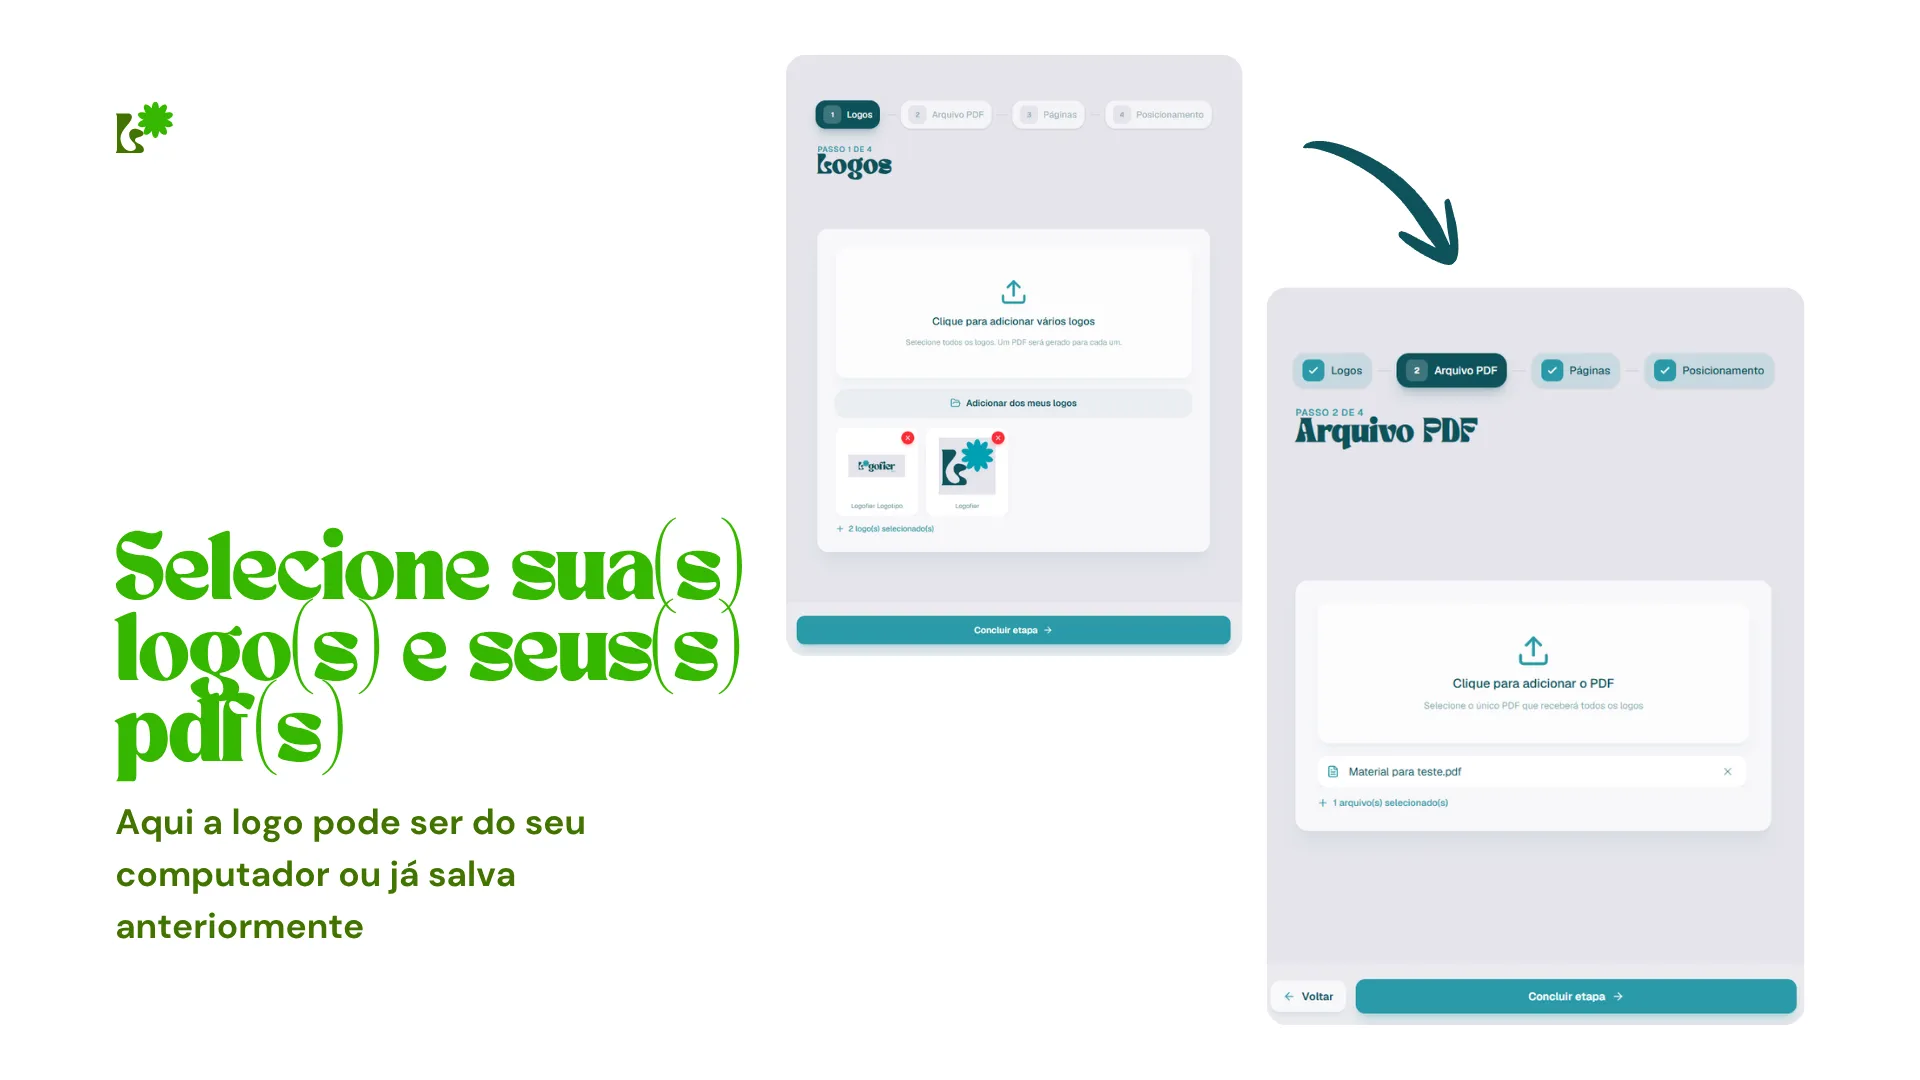 Selecione sua(s)
logo(s) e seus(s)
pdf(s)
Aqui a logo pode ser do seu
computador ou já salva
anteriormente
1 Logos
2 Arquivo PDF
3 Páginas
4 Posicionamento
PASSO 1 DE 4
Logos
Clique para adicionar vários logos
Selecione todos os logos. Um PDF será gerado para cada um.
Adicionar dos meus logos
Logofier
Logofier Logotipo
Logofier
+ 2 logo(s) selecionado(s)
Concluir etapa →
Logos
2 Arquivo PDF
Páginas
Posicionamento
PASSO 2 DE 4
Arquivo PDF
Clique para adicionar o PDF
Selecione o único PDF que receberá todos os logos
Material para teste.pdf
+ 1 arquivo(s) selecionado(s)
← Voltar
Concluir etapa →